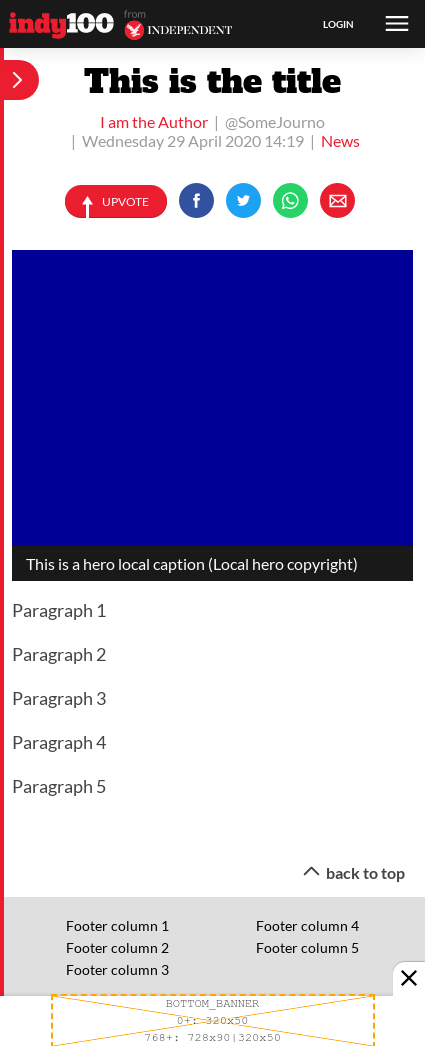 indy100 from INDEPENDENT
LOGIN
This is the title
I am the Author | @SomeJourno
| Wednesday 29 April 2020 14:19 | News
UPVOTE
This is a hero local caption (Local hero copyright)
Paragraph 1
Paragraph 2
Paragraph 3
Paragraph 4
Paragraph 5
back to top
Footer column 1
Footer column 2
Footer column 3
Footer column 4
Footer column 5
BOTTOM_BANNER
0+: 320x50
768+: 728x90|320x50